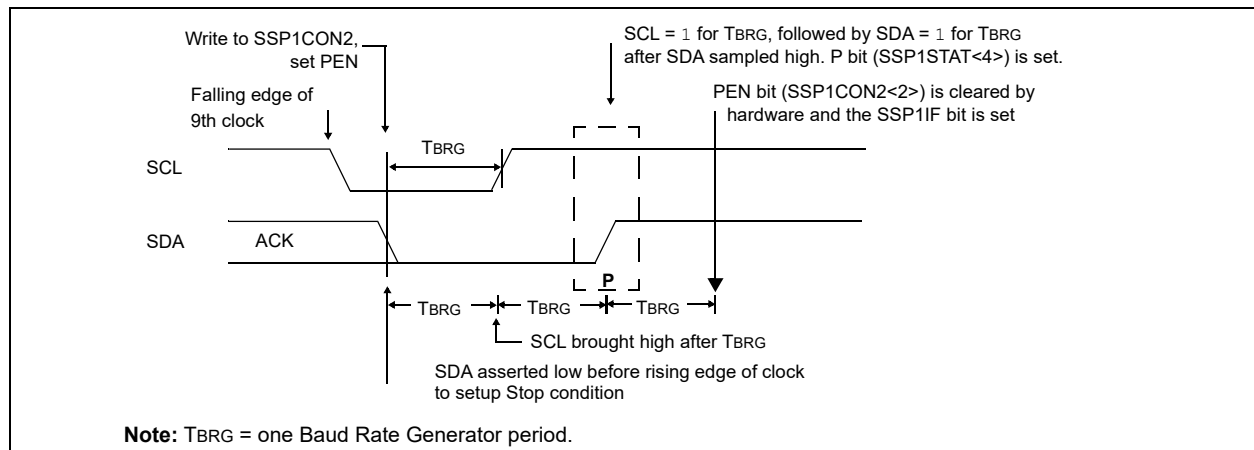 Write to SSP1CON2,
set PEN
SCL = 1 for TBRG, followed by SDA = 1 for TBRG
after SDA sampled high. P bit (SSP1STAT<4>) is set.
Falling edge of
9th clock
PEN bit (SSP1CON2<2>) is cleared by
hardware and the SSP1IF bit is set
TBRG
SCL
SDA
ACK
P
TBRG
TBRG
TBRG
SCL brought high after TBRG
SDA asserted low before rising edge of clock
to setup Stop condition
Note: TBRG = one Baud Rate Generator period.